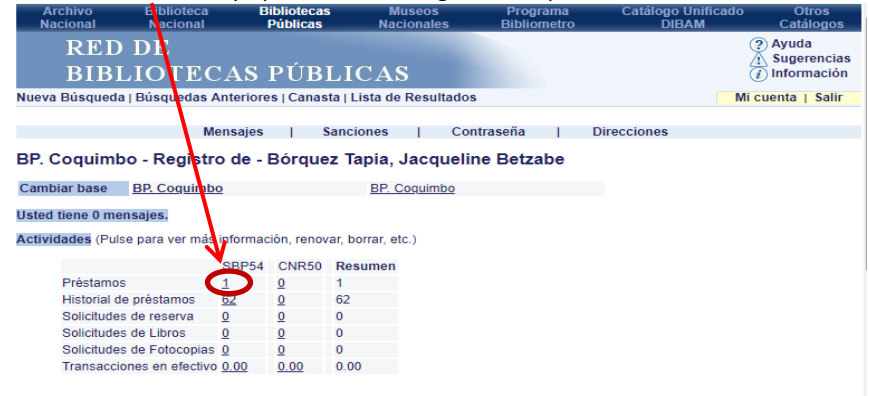 Archivo Nacional Biblioteca Nacional Bibliotecas Públicas Museos Nacionales Programa Bibliometro Catálogo Unificado DIBAM Otros Catálogos
RED DE
BIBLIOTECAS PÚBLICAS
Ayuda
Sugerencias
Información
Nueva Búsqueda | Búsquedas Anteriores | Canasta | Lista de Resultados
Mi cuenta | Salir
Mensajes | Sanciones | Contraseña | Direcciones
BP. Coquimbo - Registro de - Bórquez Tapia, Jacqueline Betzabe
Cambiar base BP. Coquimbo BP. Coquimbo
Usted tiene 0 mensajes.
Actividades (Pulse para ver más información, renovar, borrar, etc.)
SBP54 CNR50 Resumen
Préstamos 1 0 1
Historial de préstamos 62 0 62
Solicitudes de reserva 0 0 0
Solicitudes de Libros 0 0 0
Solicitudes de Fotocopias 0 0 0
Transacciones en efectivo 0.00 0.00 0.00